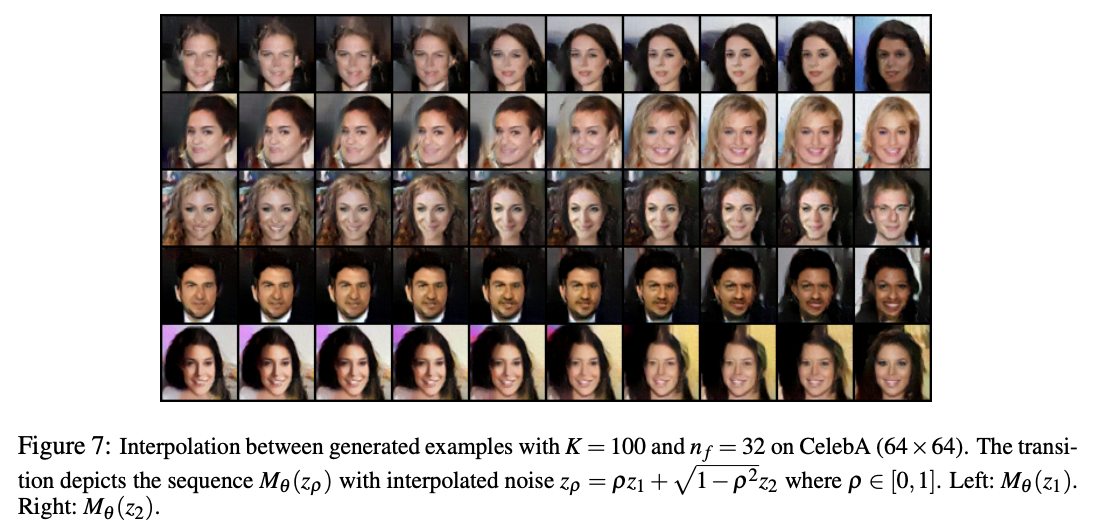 Figure 7: Interpolation between generated examples with K = 100 and n_f = 32 on CelebA (64 × 64). The transi-
tion depicts the sequence M_θ(z_ρ) with interpolated noise z_ρ = ρz_1 + √(1 − ρ²)z_2 where ρ ∈ [0, 1]. Left: M_θ(z_1).
Right: M_θ(z_2).